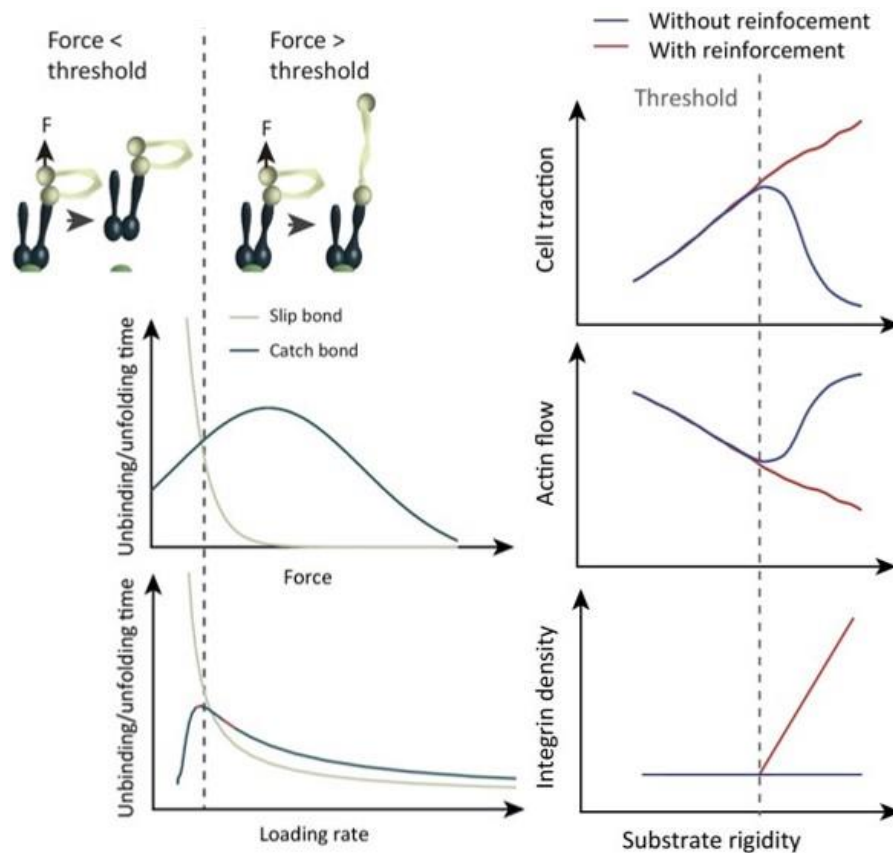 Force <
threshold
Force >
threshold
F
F
Slip bond
Catch bond
Unbinding/unfolding time
Force
Unbinding/unfolding time
Loading rate
Without reinfocement
With reinforcement
Threshold
Cell traction
Actin flow
Integrin density
Substrate rigidity